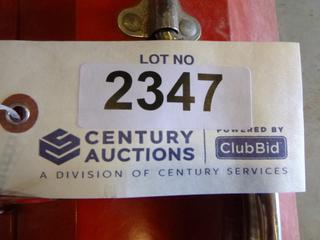 LOT NO
2347
CENTURY AUCTIONS
POWERED BY
ClubBid
A DIVISION OF CENTURY SERVICES